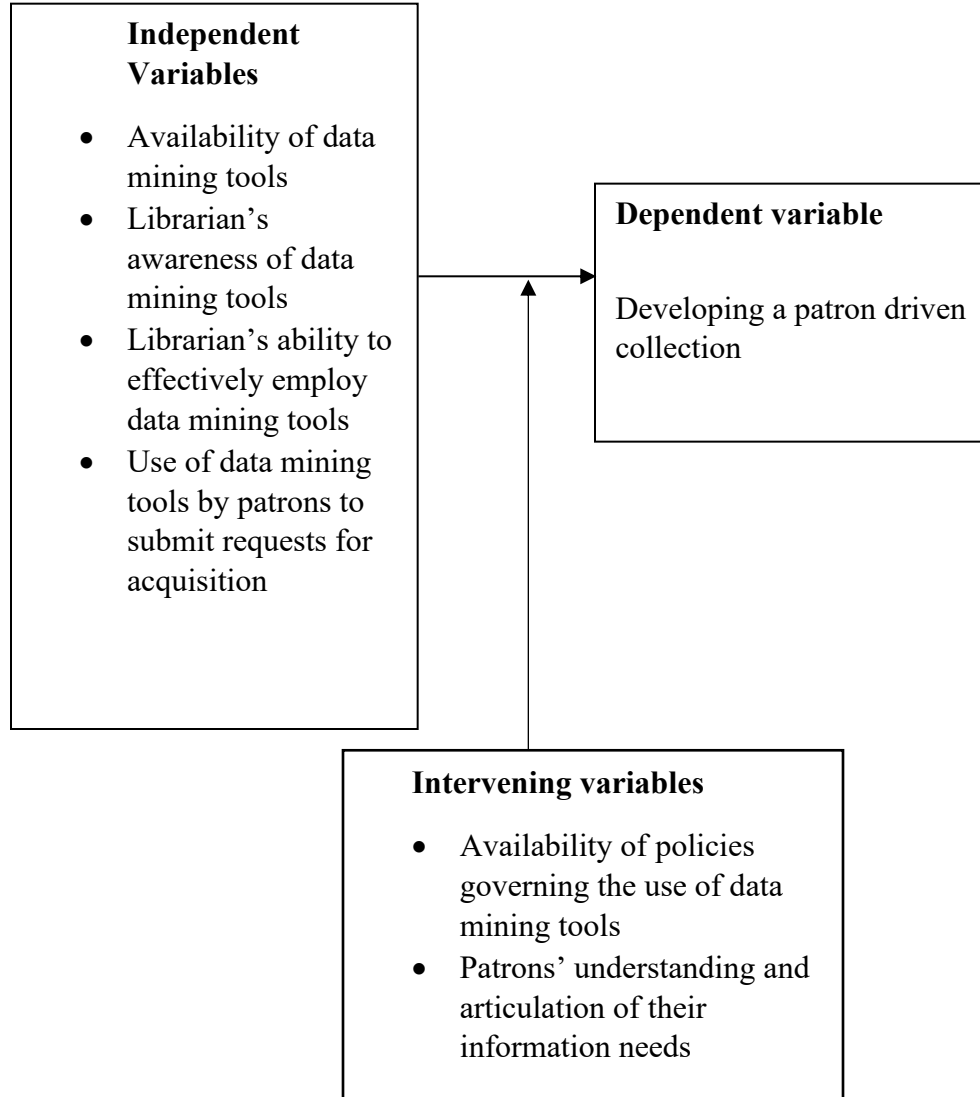 Independent
Variables
• Availability of data
mining tools
• Librarian’s
awareness of data
mining tools
• Librarian’s ability to
effectively employ
data mining tools
• Use of data mining
tools by patrons to
submit requests for
acquisition
Dependent variable
Developing a patron driven
collection
Intervening variables
• Availability of policies
governing the use of data
mining tools
• Patrons’ understanding and
articulation of their
information needs